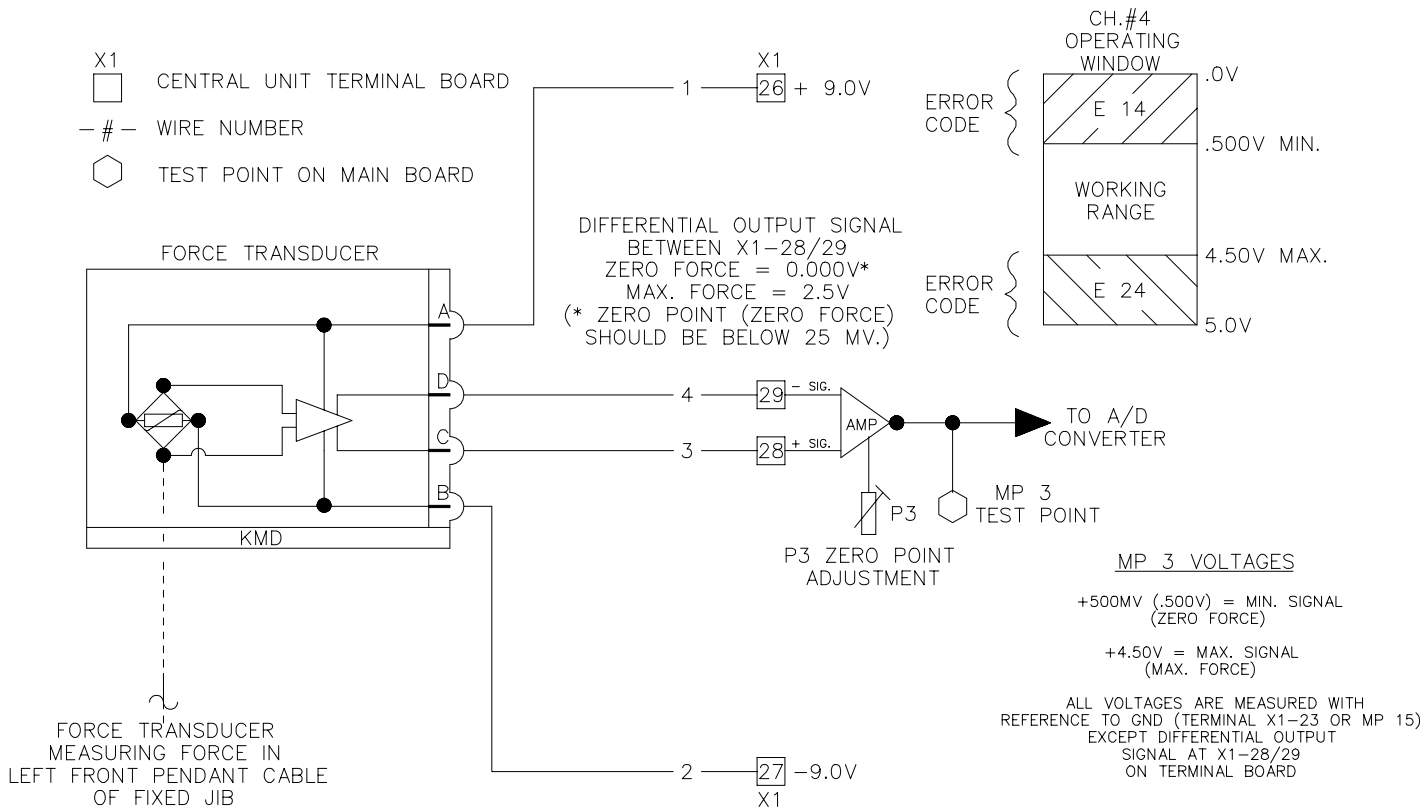 X1
CENTRAL UNIT TERMINAL BOARD
-#- WIRE NUMBER
TEST POINT ON MAIN BOARD
1
X1
26 + 9.0V
CH.#4
OPERATING
WINDOW
.0V
ERROR
CODE
E 14
.500V MIN.
WORKING
RANGE
4.50V MAX.
ERROR
CODE
E 24
5.0V
DIFFERENTIAL OUTPUT SIGNAL
BETWEEN X1-28/29
ZERO FORCE = 0.000V*
MAX. FORCE = 2.5V
(* ZERO POINT (ZERO FORCE)
SHOULD BE BELOW 25 MV.)
FORCE TRANSDUCER
A
D
C
B
KMD
4
29 - SIG.
3
28 + SIG.
AMP
TO A/D
CONVERTER
P3
MP 3
TEST POINT
P3 ZERO POINT
ADJUSTMENT
MP 3 VOLTAGES
+500MV (.500V) = MIN. SIGNAL
(ZERO FORCE)
+4.50V = MAX. SIGNAL
(MAX. FORCE)
ALL VOLTAGES ARE MEASURED WITH
REFERENCE TO GND (TERMINAL X1-23 OR MP 15)
EXCEPT DIFFERENTIAL OUTPUT
SIGNAL AT X1-28/29
ON TERMINAL BOARD
FORCE TRANSDUCER
MEASURING FORCE IN
LEFT FRONT PENDANT CABLE
OF FIXED JIB
2
27 -9.0V
X1